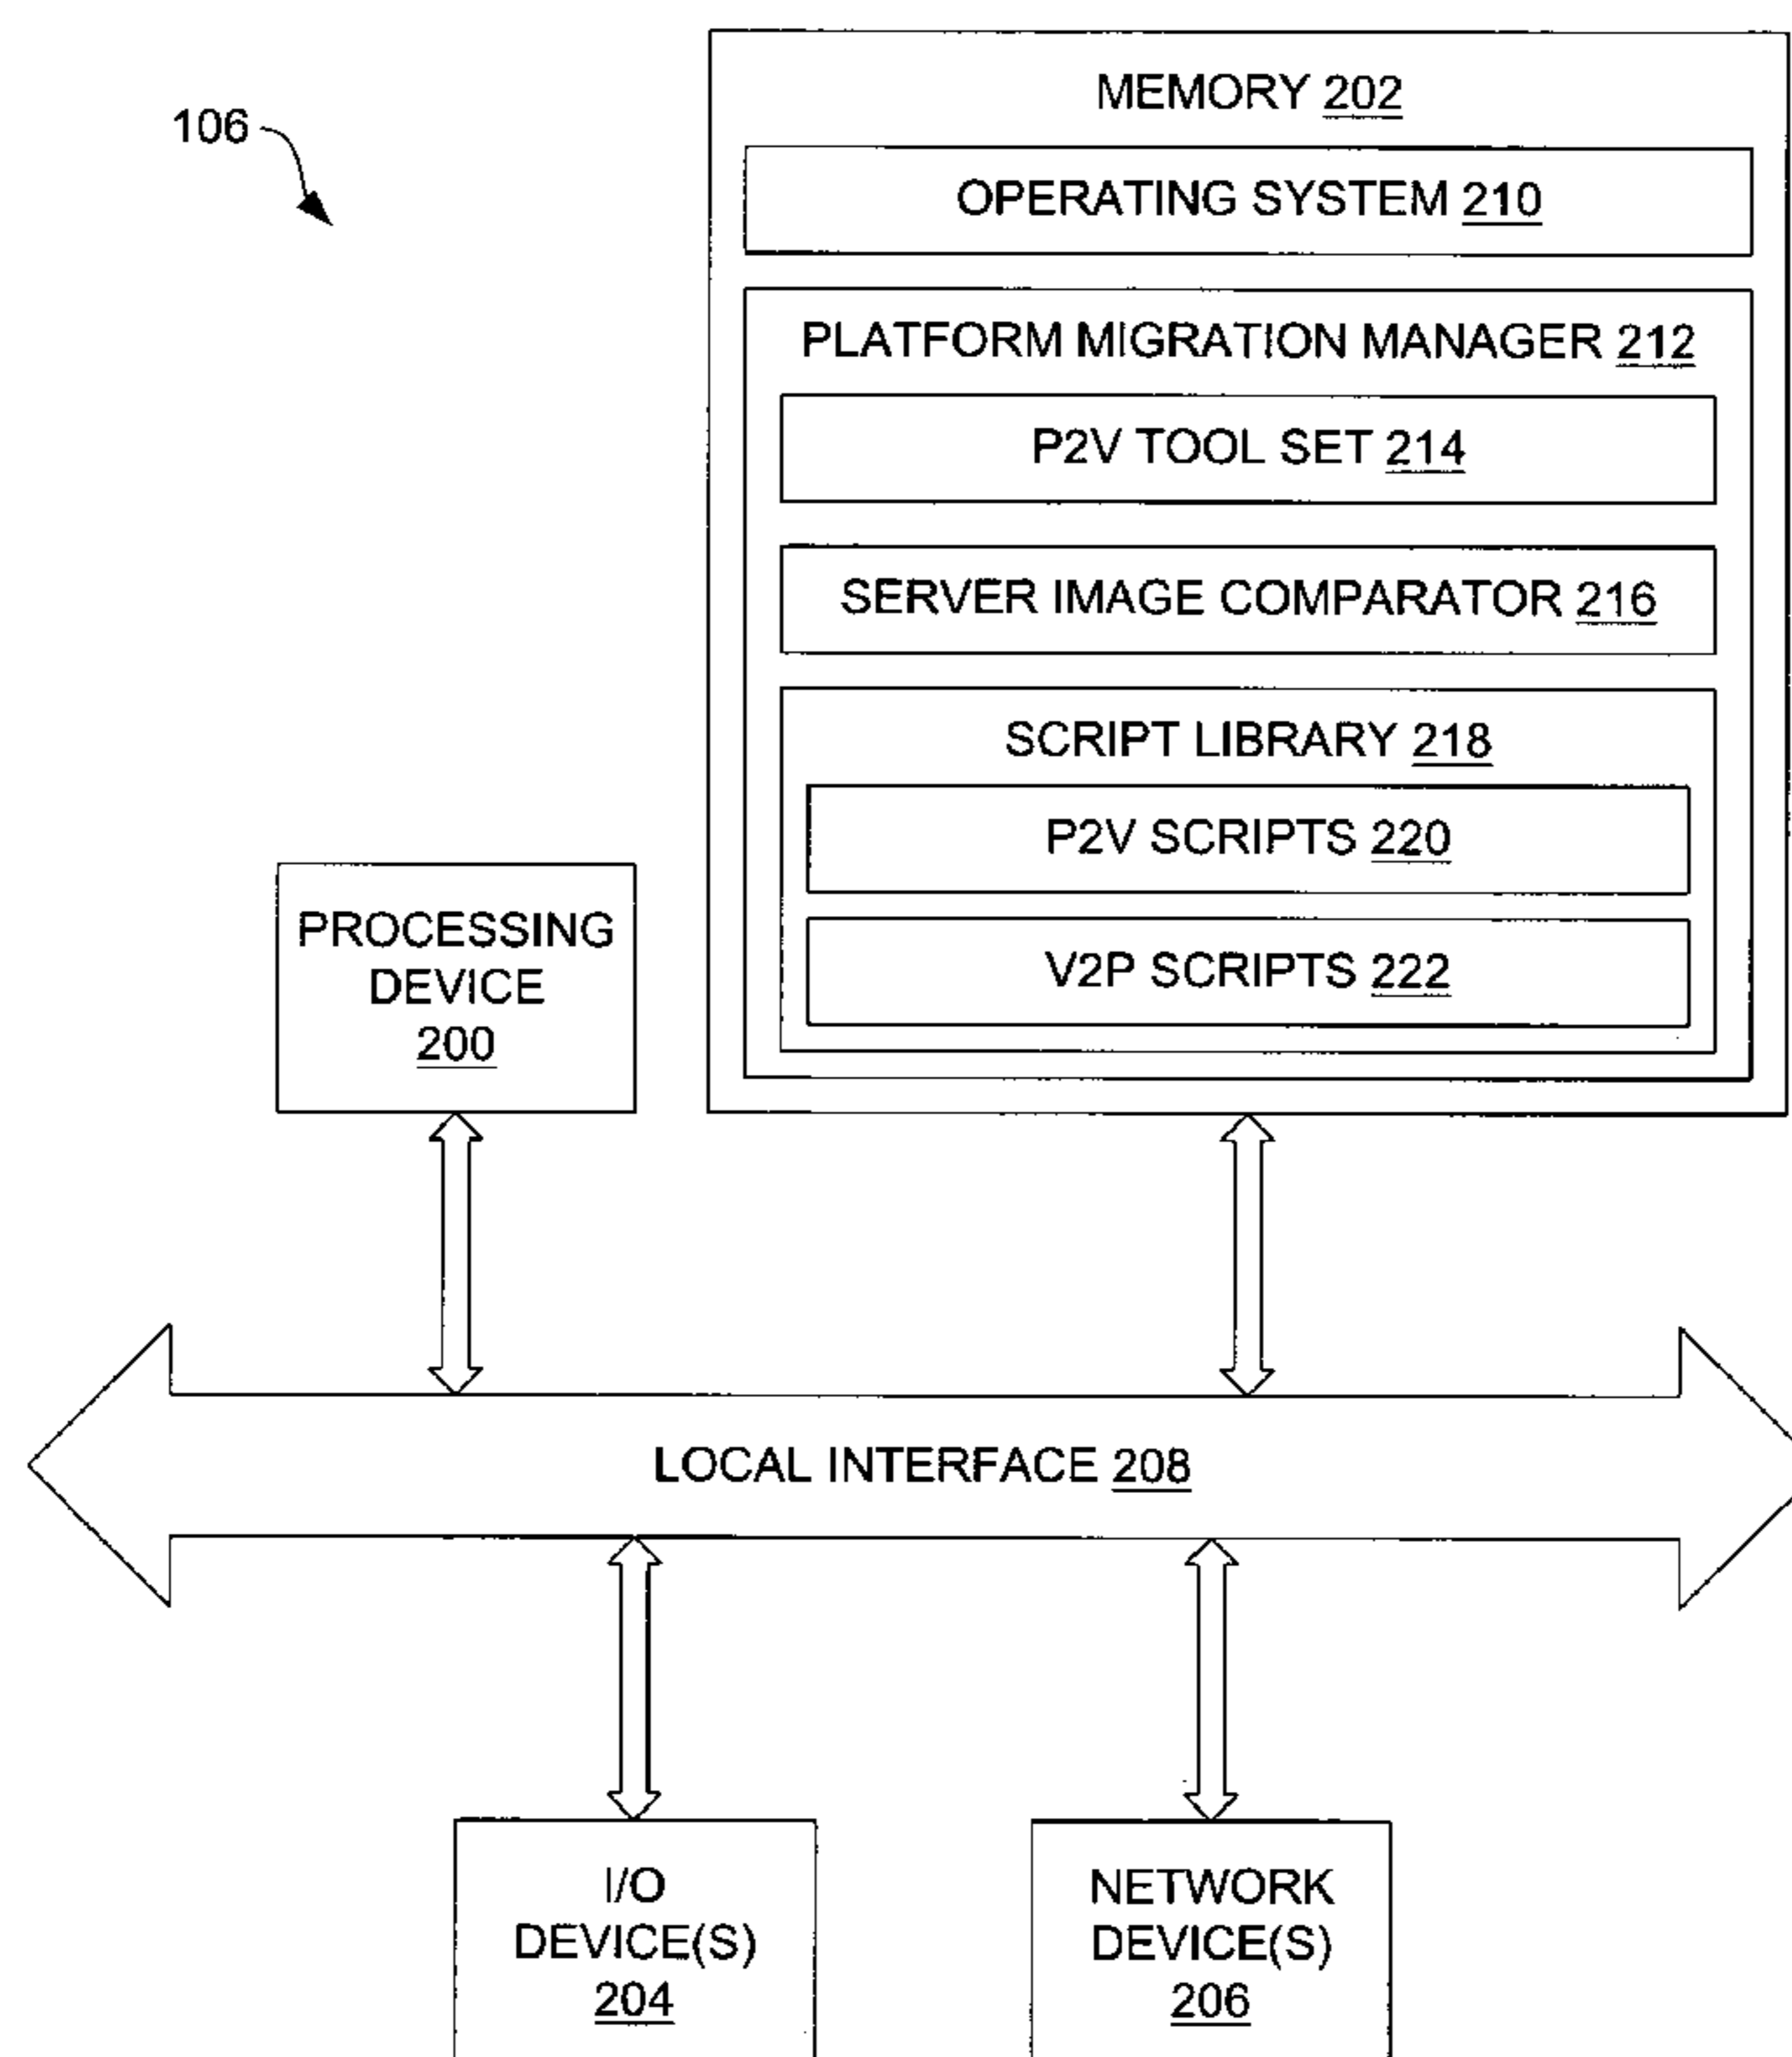 106
MEMORY 202
OPERATING SYSTEM 210
PLATFORM MIGRATION MANAGER 212
P2V TOOL SET 214
SERVER IMAGE COMPARATOR 216
SCRIPT LIBRARY 218
P2V SCRIPTS 220
V2P SCRIPTS 222
PROCESSING
DEVICE
200
LOCAL INTERFACE 208
I/O
DEVICE(S)
204
NETWORK
DEVICE(S)
206